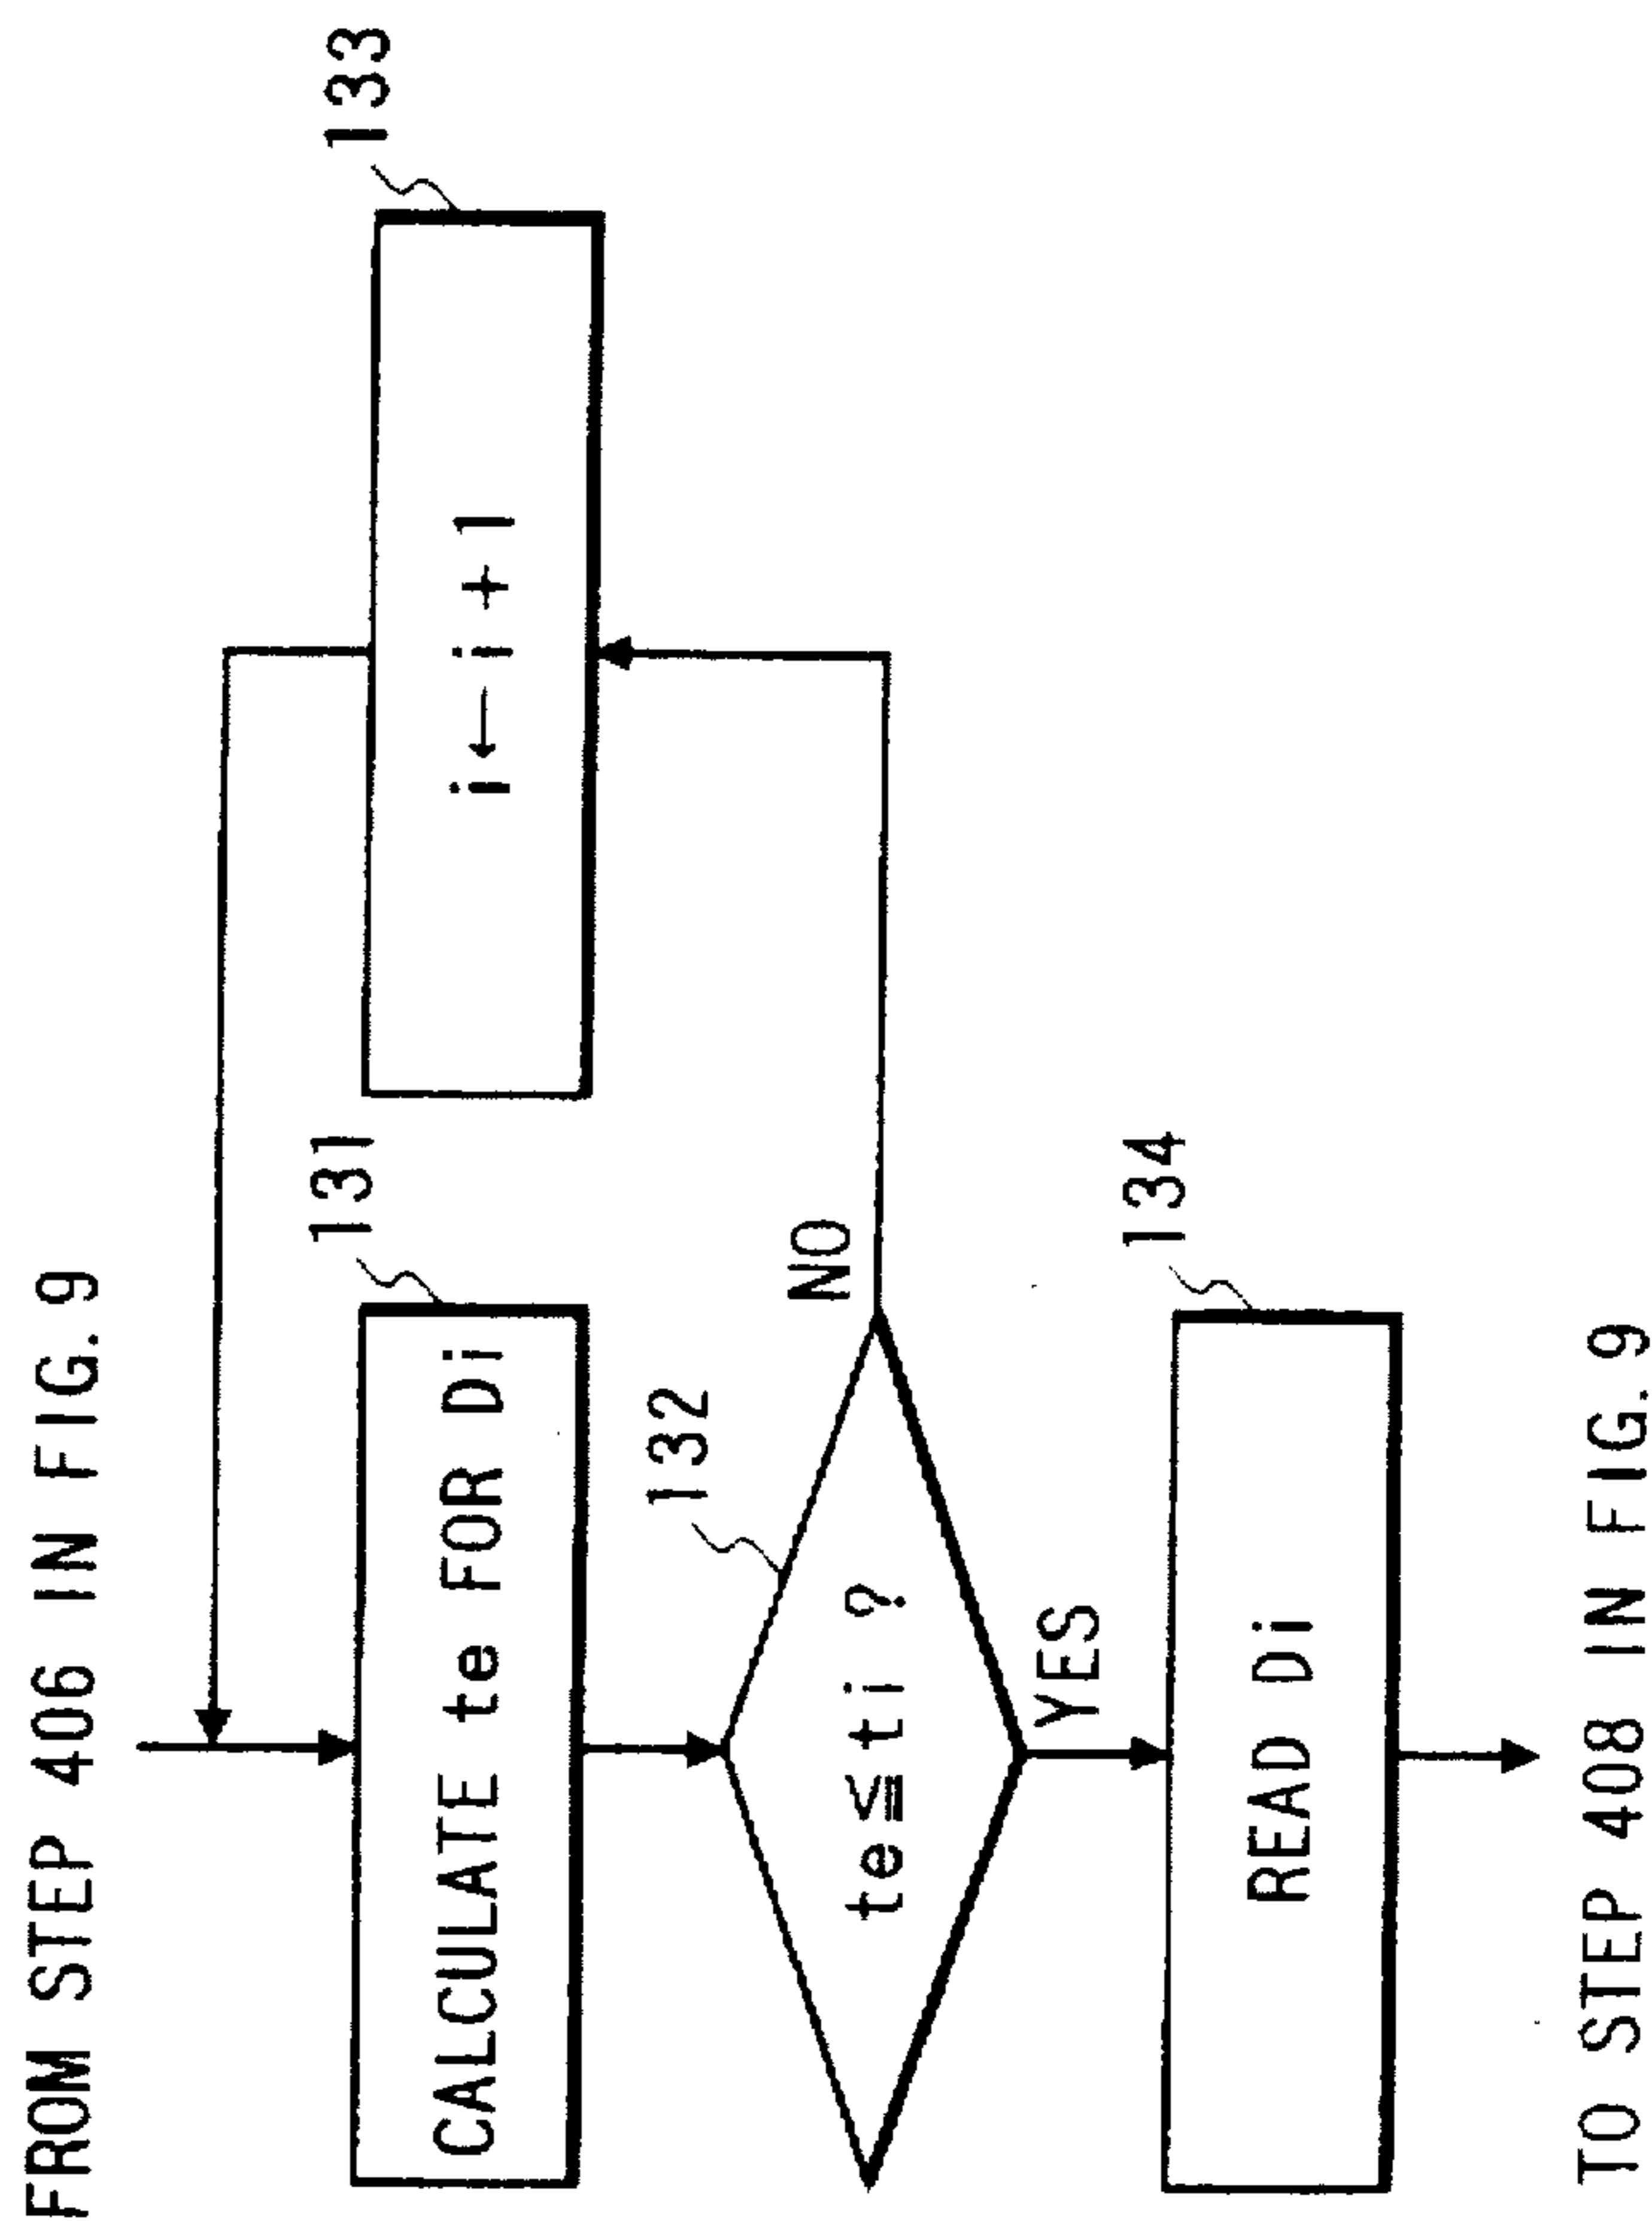 FROM STEP 406 IN FIG.9
131
CALCULATE te FOR Di
133
i←i+1
132
te≦ti ?
NO
YES
134
READ Di
TO STEP 408 IN FIG.9